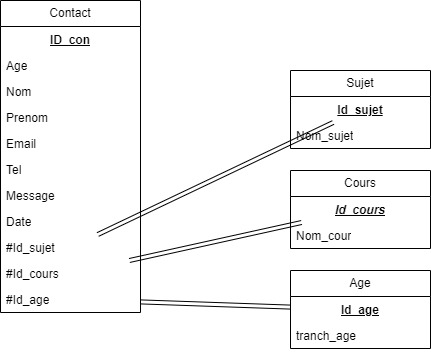 Contact
ID_con
Age
Nom
Prenom
Email
Tel
Message
Date
#Id_sujet
#Id_cours
#Id_age
Sujet
Id_sujet
Nom_sujet
Cours
Id_cours
Nom_cour
Age
Id_age
tranch_age